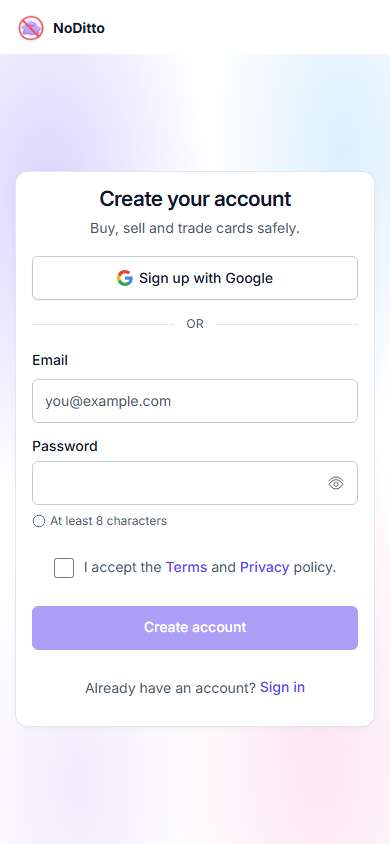 NoDitto
Create your account
Buy, sell and trade cards safely.
Sign up with Google
OR
Email
you@example.com
Password
At least 8 characters
I accept the Terms and Privacy policy.
Create account
Already have an account? Sign in